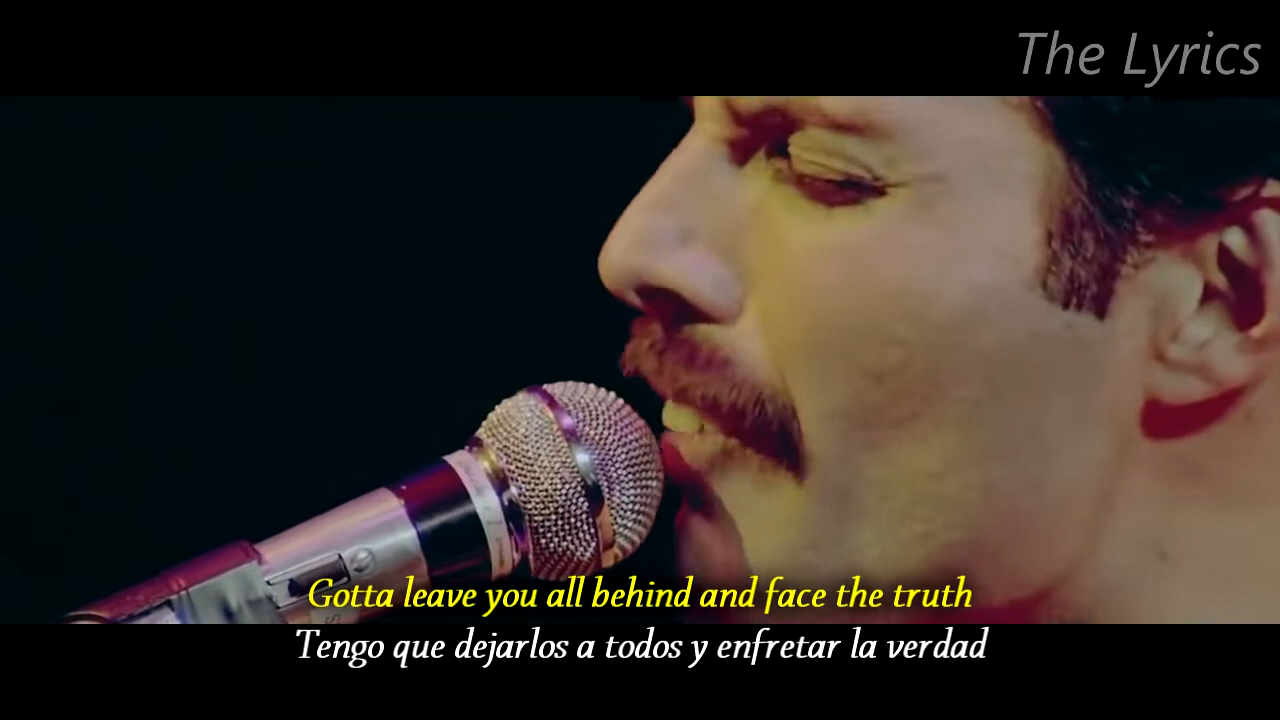 The Lyrics
Gotta leave you all behind and face the truth
Tengo que dejarlos a todos y enfretar la verdad